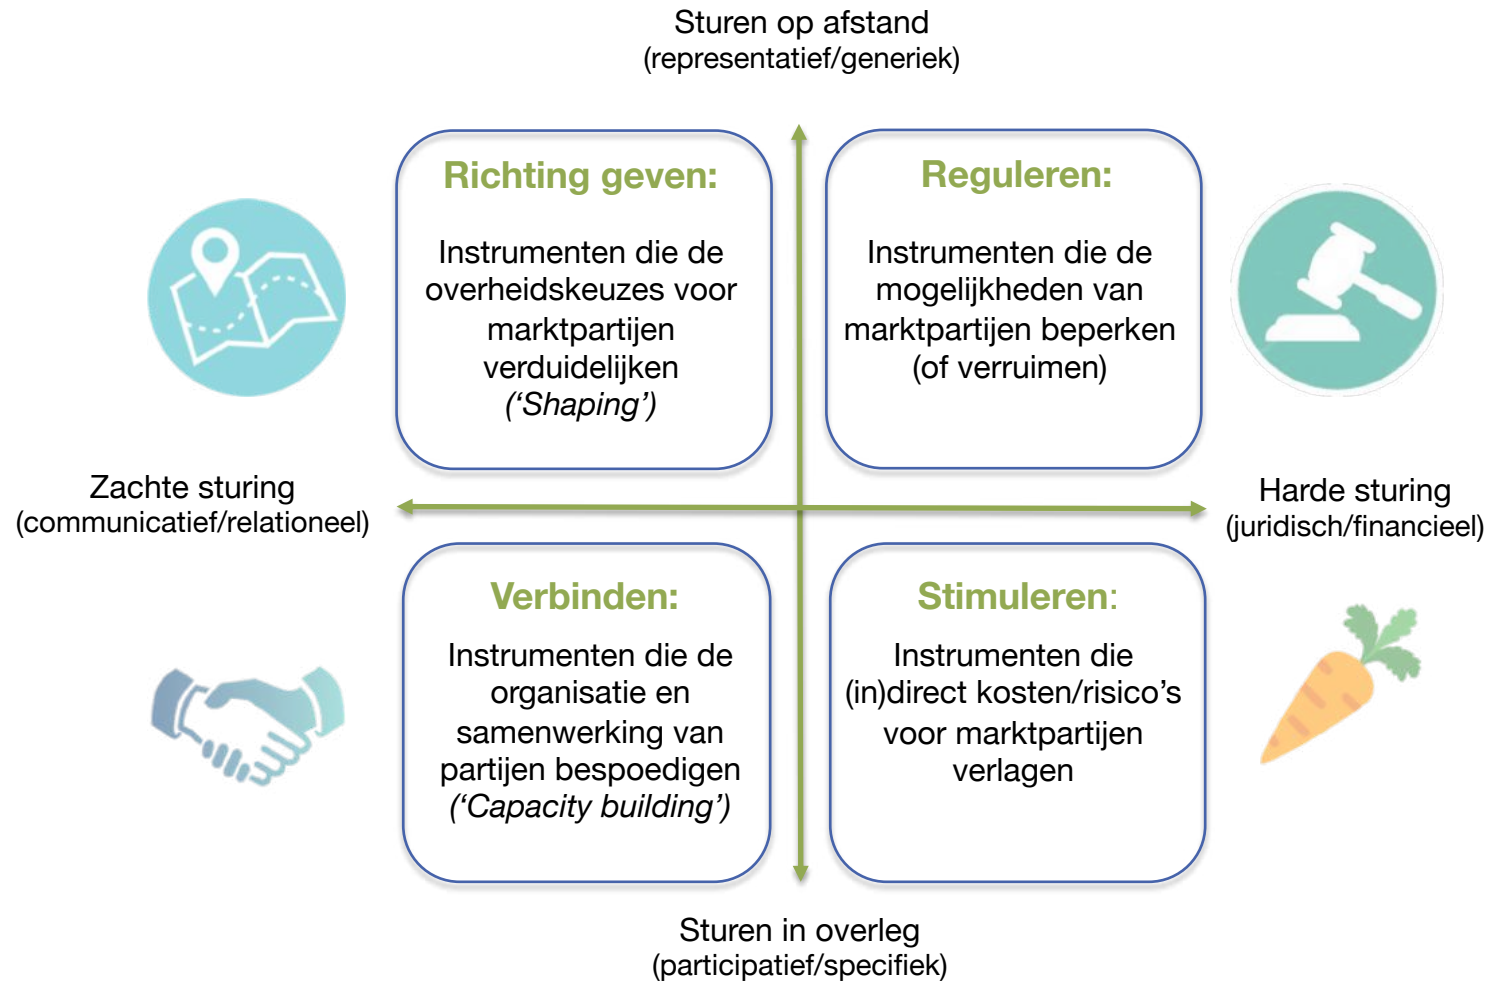 Sturen op afstand
(representatief/generiek)
Richting geven:
Instrumenten die de
overheidskeuzes voor
marktpartijen
verduidelijken
(‘Shaping’)
Reguleren:
Instrumenten die de
mogelijkheden van
marktpartijen beperken
(of verruimen)
Zachte sturing
(communicatief/relationeel)
Harde sturing
(juridisch/financieel)
Verbinden:
Instrumenten die de
organisatie en
samenwerking van
partijen bespoedigen
(‘Capacity building’)
Stimuleren:
Instrumenten die
(in)direct kosten/risico’s
voor marktpartijen
verlagen
Sturen in overleg
(participatief/specifiek)